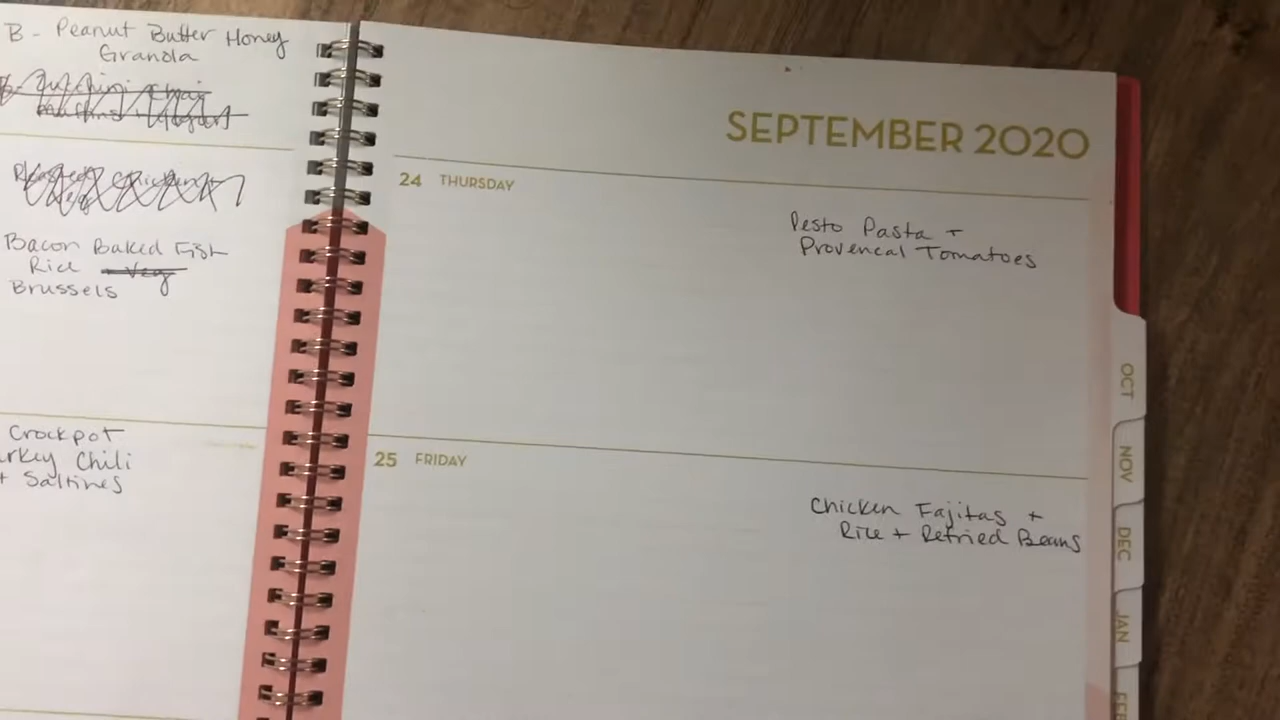 B - Peanut Butter Honey
Granola
Bacon Baked Fish
Rice Veg
Brussels
Crockpot
rkey Chili
+ Saltines
SEPTEMBER 2020
24 THURSDAY
Pesto Pasta +
Provencal Tomatoes
25 FRIDAY
Chicken Fajitas +
Rice + Refried Beans
OCT
NOV
DEC
JAN